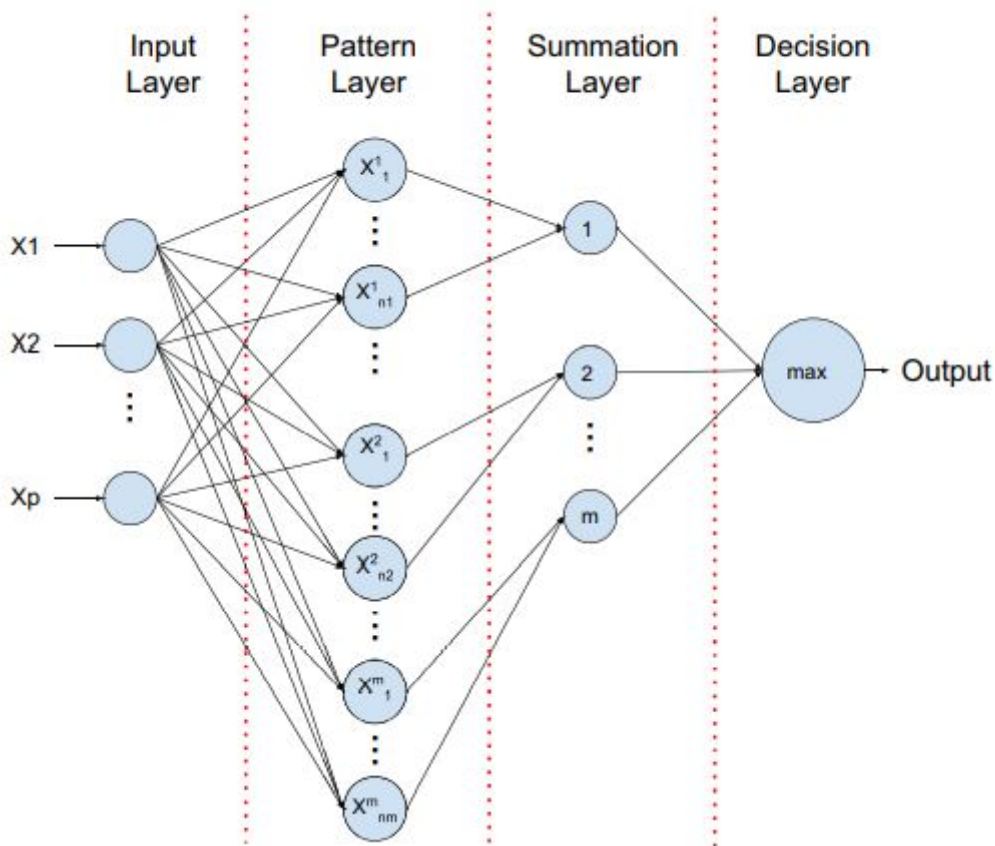 Input Layer
Pattern Layer
Summation Layer
Decision Layer
X1
X2
Xp
X¹₁
X¹ₙ₁
X²₁
X²ₙ₂
Xᵐ₁
Xᵐₙₘ
1
2
m
max
Output